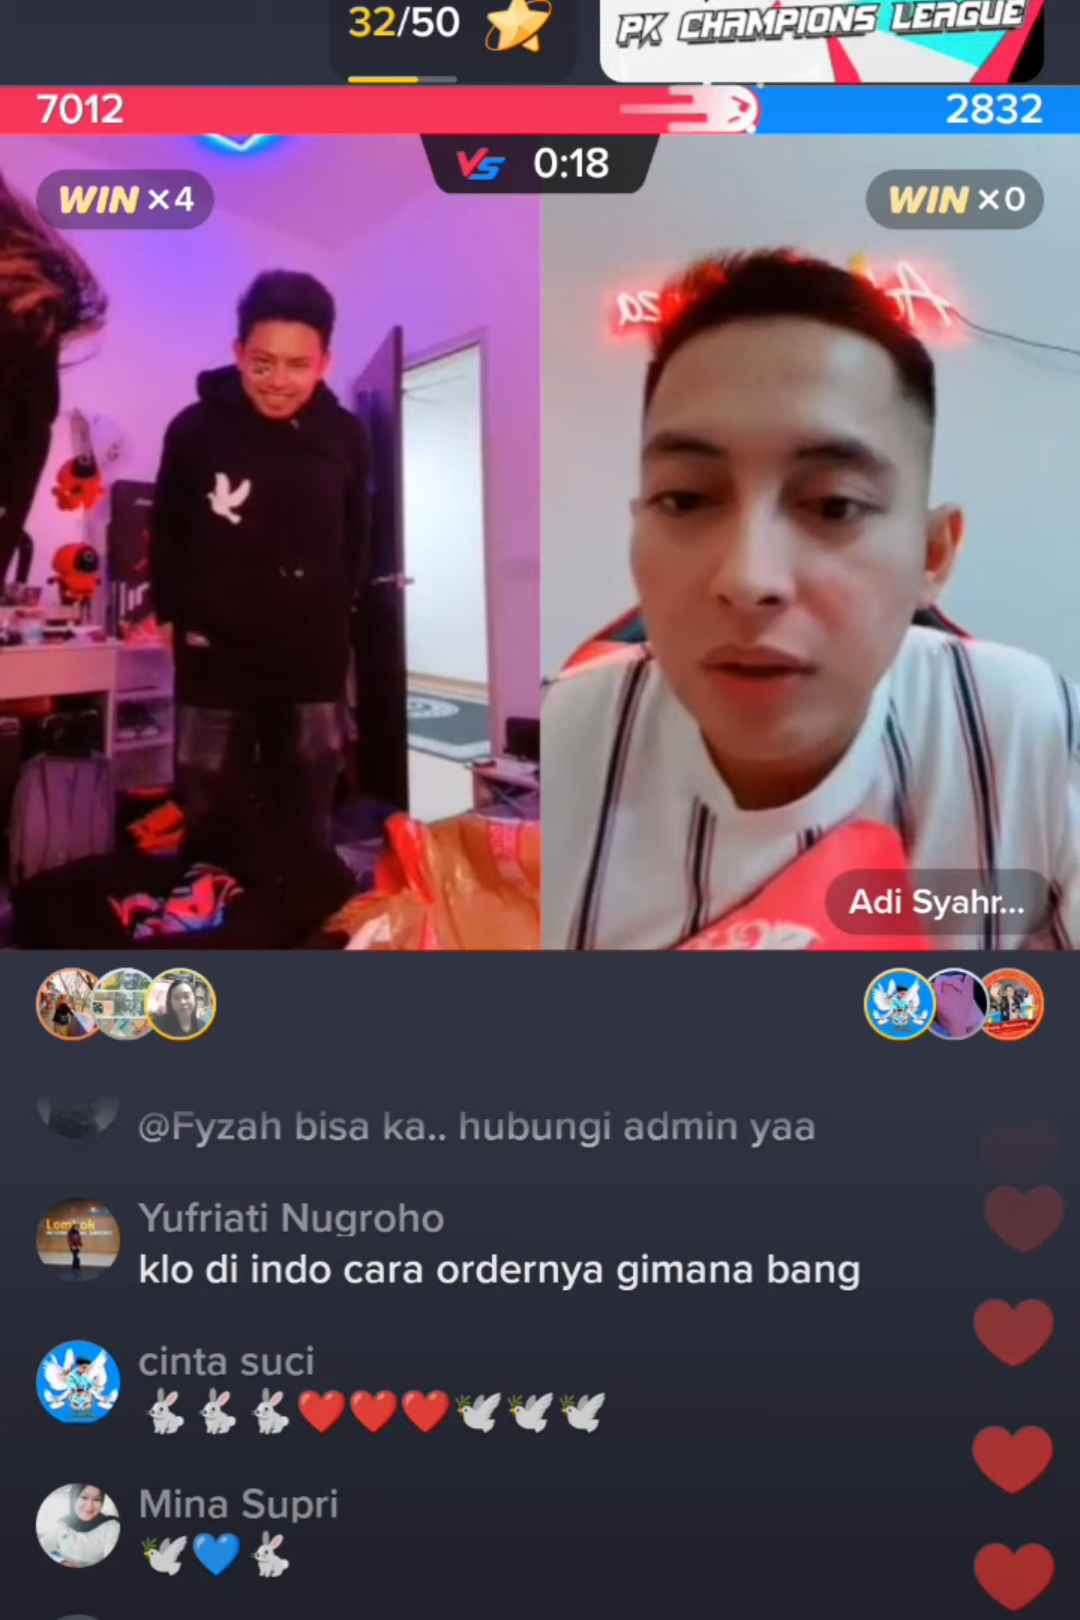 32/50
PK CHAMPIONS LEAGUE
7012
2832
VS 0:18
WIN ×4
WIN ×0
Adi Syahr...
@Fyzah bisa ka.. hubungi admin yaa
Yufriati Nugroho
klo di indo cara ordernya gimana bang
cinta suci
🐇🐇🐇❤️❤️❤️🕊️🕊️🕊️
Mina Supri
🕊️💙🐇